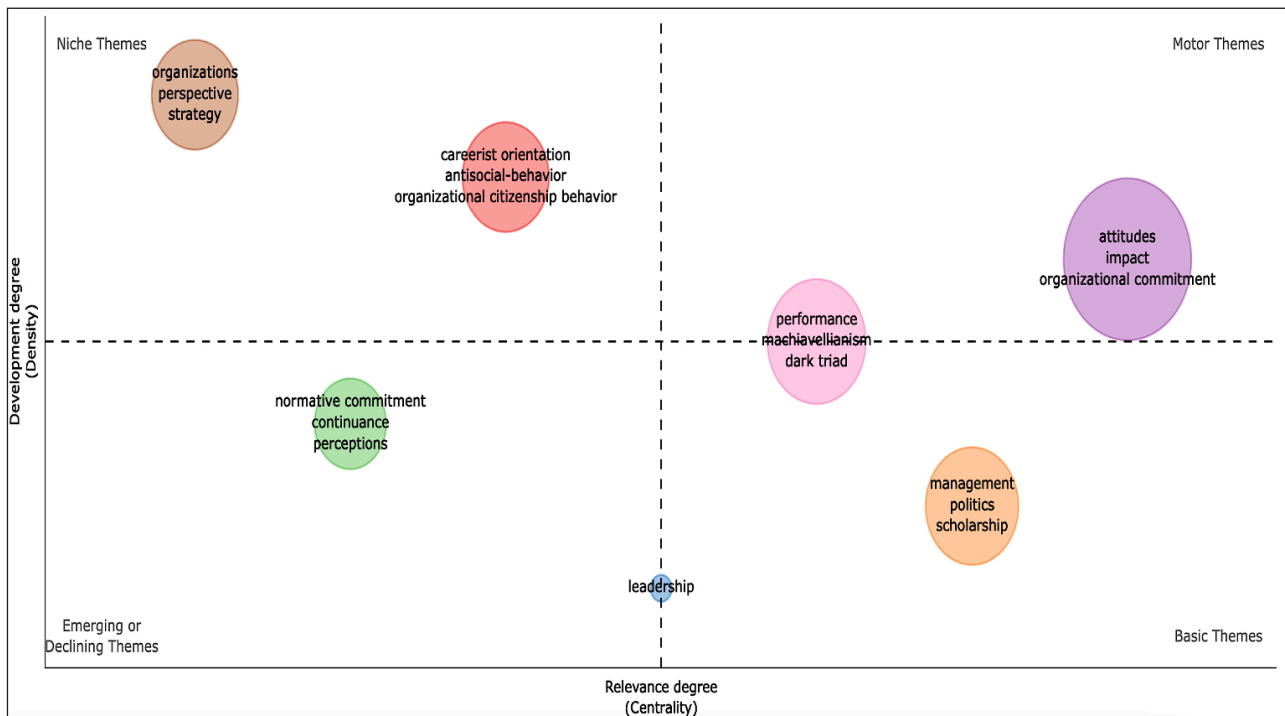 Niche Themes
Motor Themes
organizations
perspective
strategy
careerist orientation
antisocial-behavior
organizational citizenship behavior
attitudes
impact
organizational commitment
performance
machiavellianism
dark triad
normative commitment
continuance
perceptions
management
politics
scholarship
leadership
Emerging or
Declining Themes
Basic Themes
Development degree
(Density)
Relevance degree
(Centrality)